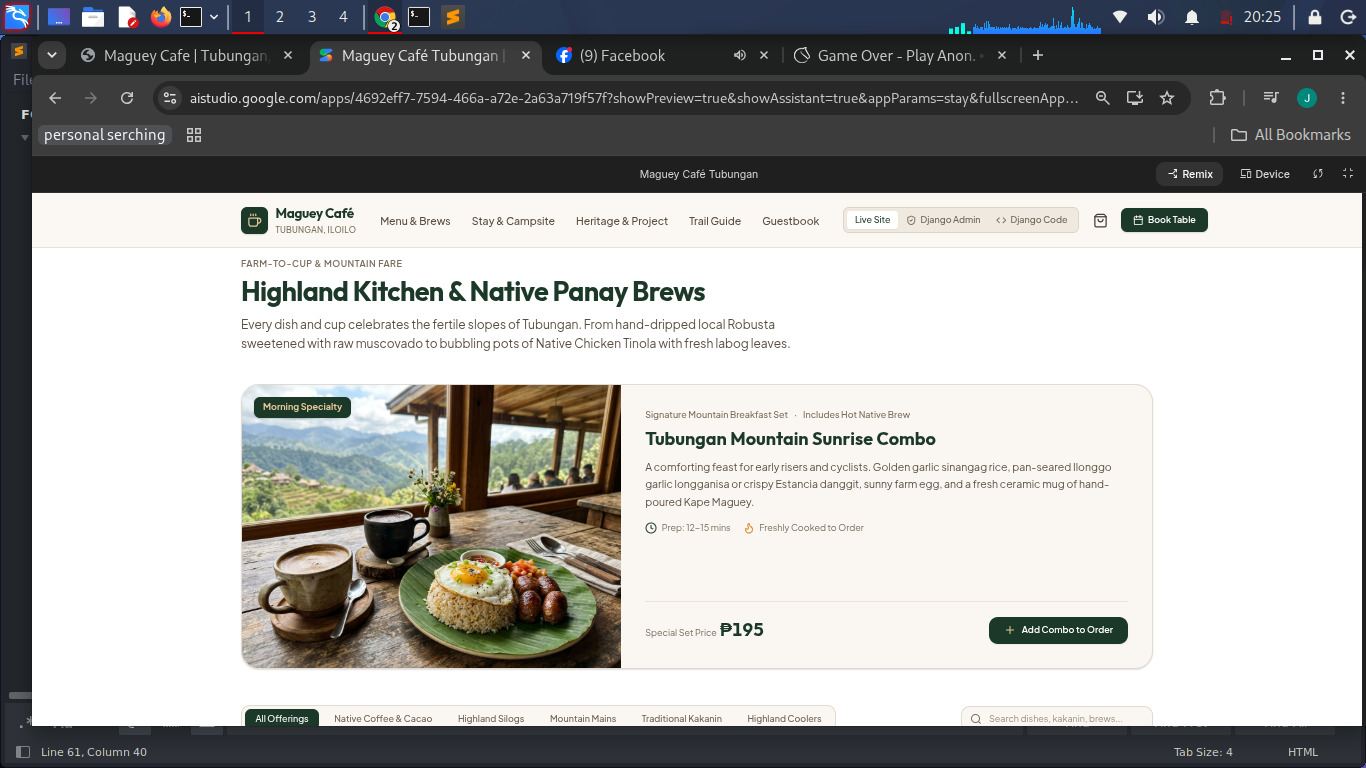 1 2 3 4
2
20:25
File
Maguey Cafe | Tubungan,
Maguey Café Tubungan |
(9) Facebook
Game Over - Play Anon.
aistudio.google.com/apps/4692eff7-7594-466a-a72e-2a63a719f57f?showPreview=true&showAssistant=true&appParams=stay&fullscreenApp...
J
personal serching
All Bookmarks
Maguey Café Tubungan
Remix
Device
Maguey Café
TUBUNGAN, ILOILO
Menu & Brews
Stay & Campsite
Heritage & Project
Trail Guide
Guestbook
Live Site
Django Admin
Django Code
Book Table
FARM-TO-CUP & MOUNTAIN FARE
Highland Kitchen & Native Panay Brews
Every dish and cup celebrates the fertile slopes of Tubungan. From hand-dripped local Robusta
sweetened with raw muscovado to bubbling pots of Native Chicken Tinola with fresh labog leaves.
Morning Specialty
Signature Mountain Breakfast Set · Includes Hot Native Brew
Tubungan Mountain Sunrise Combo
A comforting feast for early risers and cyclists. Golden garlic sinangag rice, pan-seared Ilonggo
garlic longganisa or crispy Estancia danggit, sunny farm egg, and a fresh ceramic mug of hand-
poured Kape Maguey.
Prep: 12–15 mins
Freshly Cooked to Order
Special Set Price ₱195
+ Add Combo to Order
All Offerings
Native Coffee & Cacao
Highland Silogs
Mountain Mains
Traditional Kakanin
Highland Coolers
Search dishes, kakanin, brews...
Line 61, Column 40
Tab Size: 4
HTML